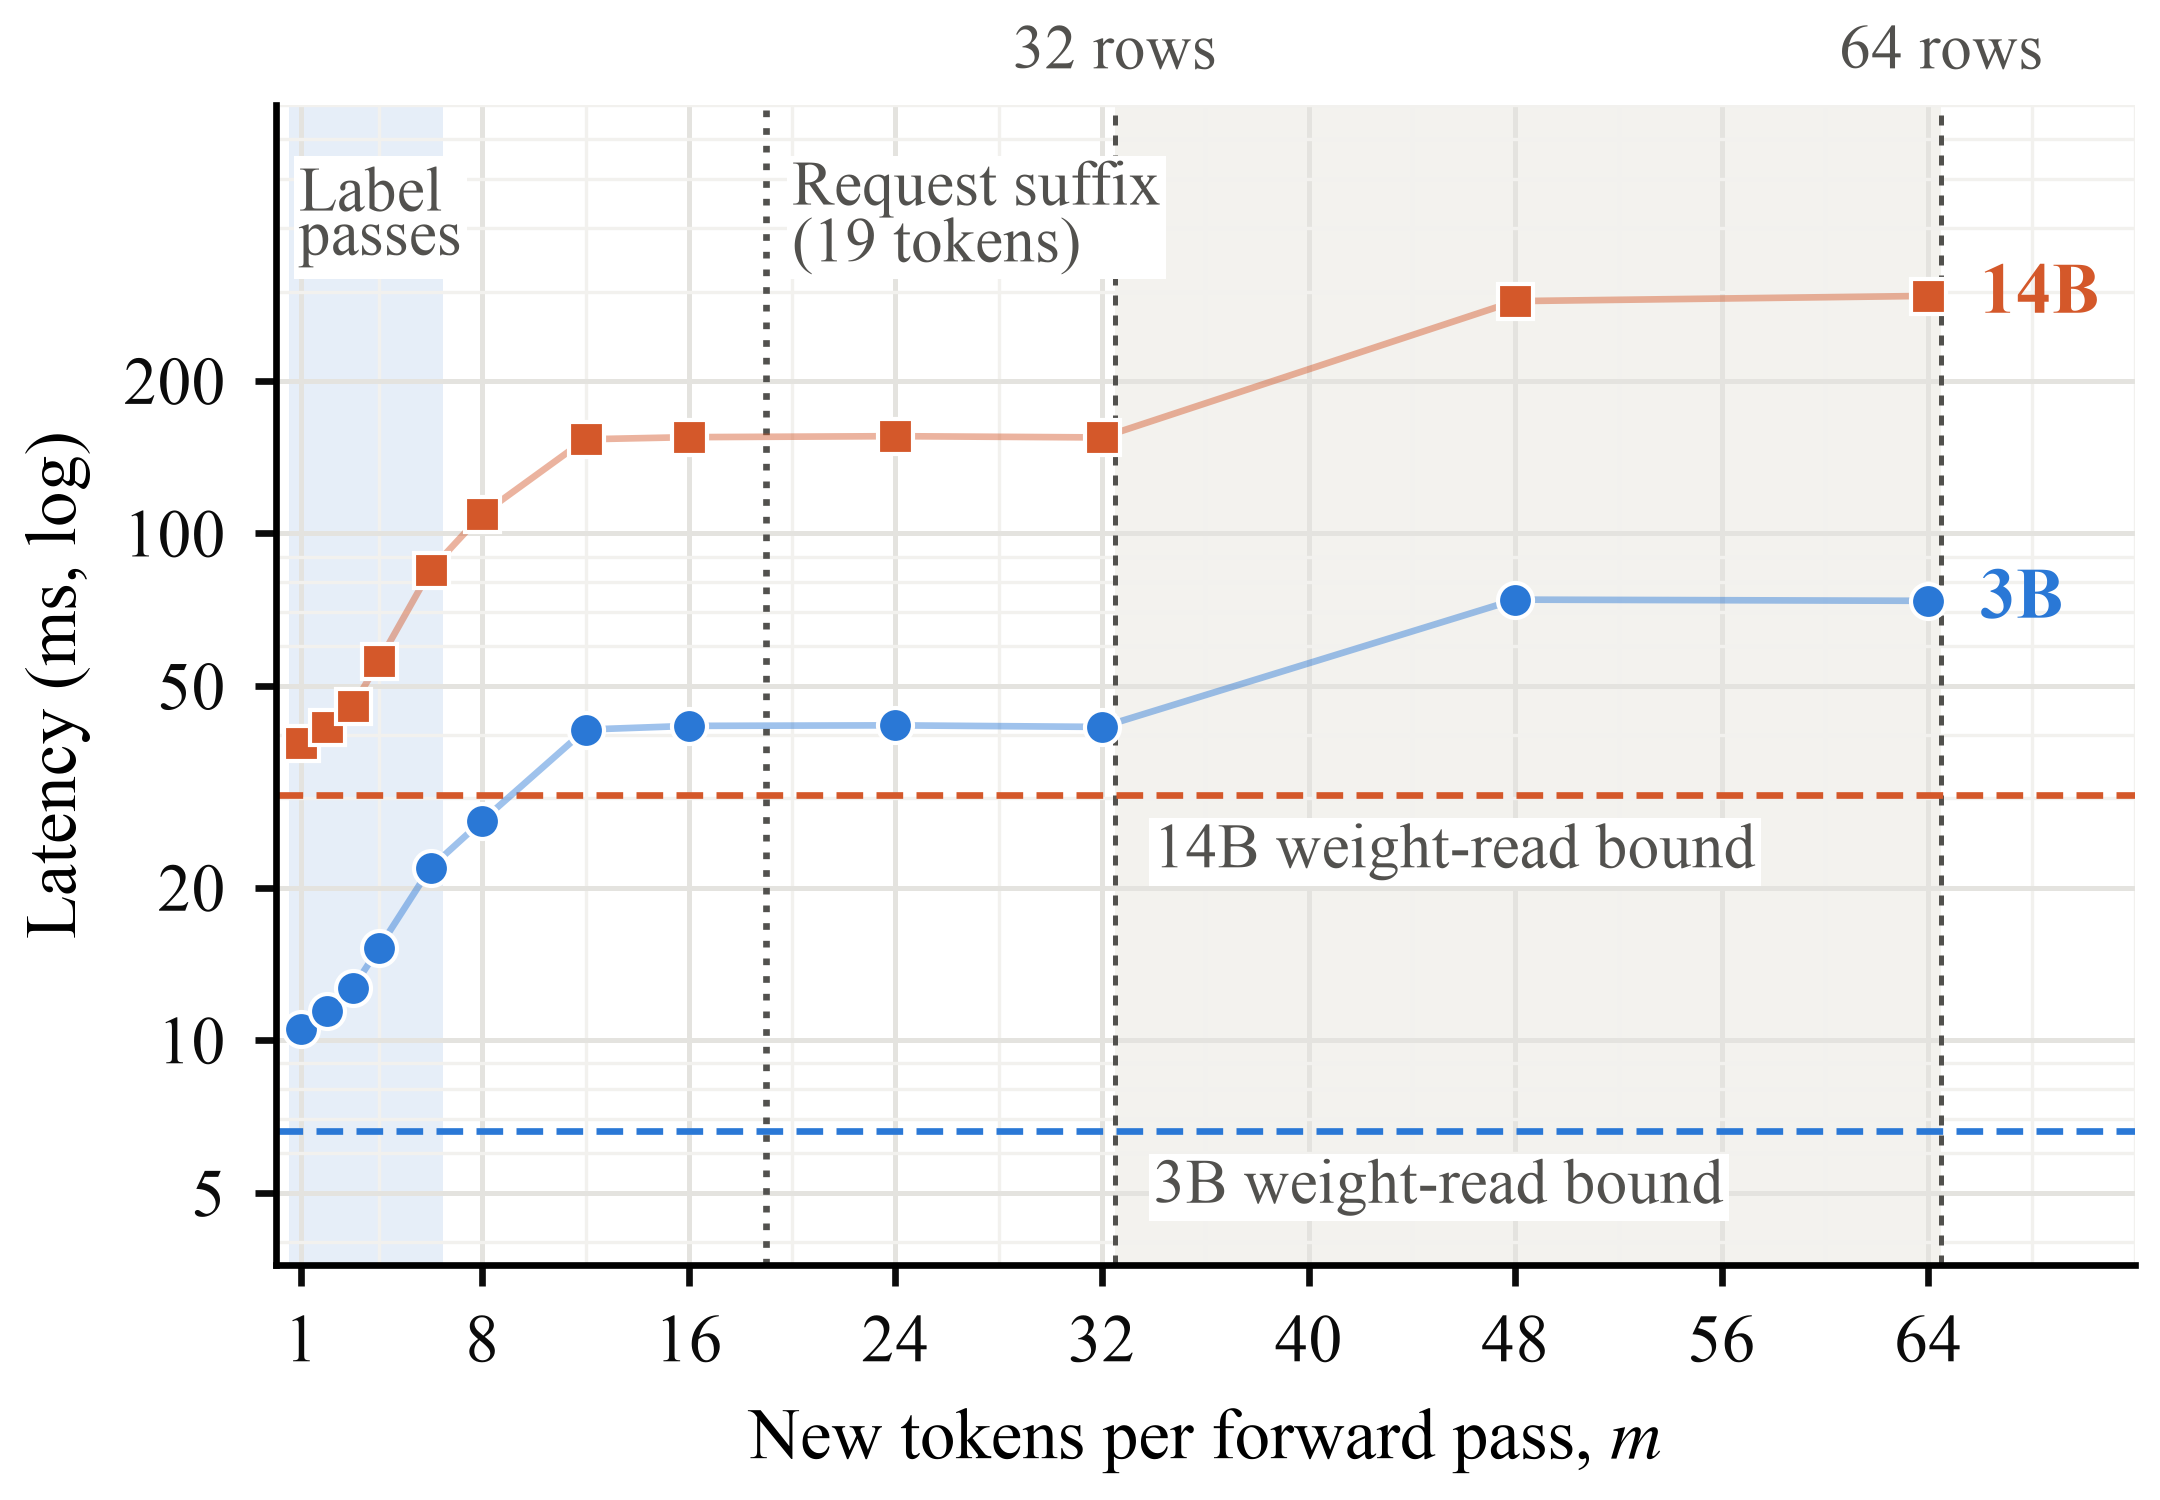 32 rows
64 rows
Label
passes
Request suffix
(19 tokens)
14B
3B
200
100
50
20
10
5
Latency (ms, log)
14B weight-read bound
3B weight-read bound
1
8
16
24
32
40
48
56
64
New tokens per forward pass, m